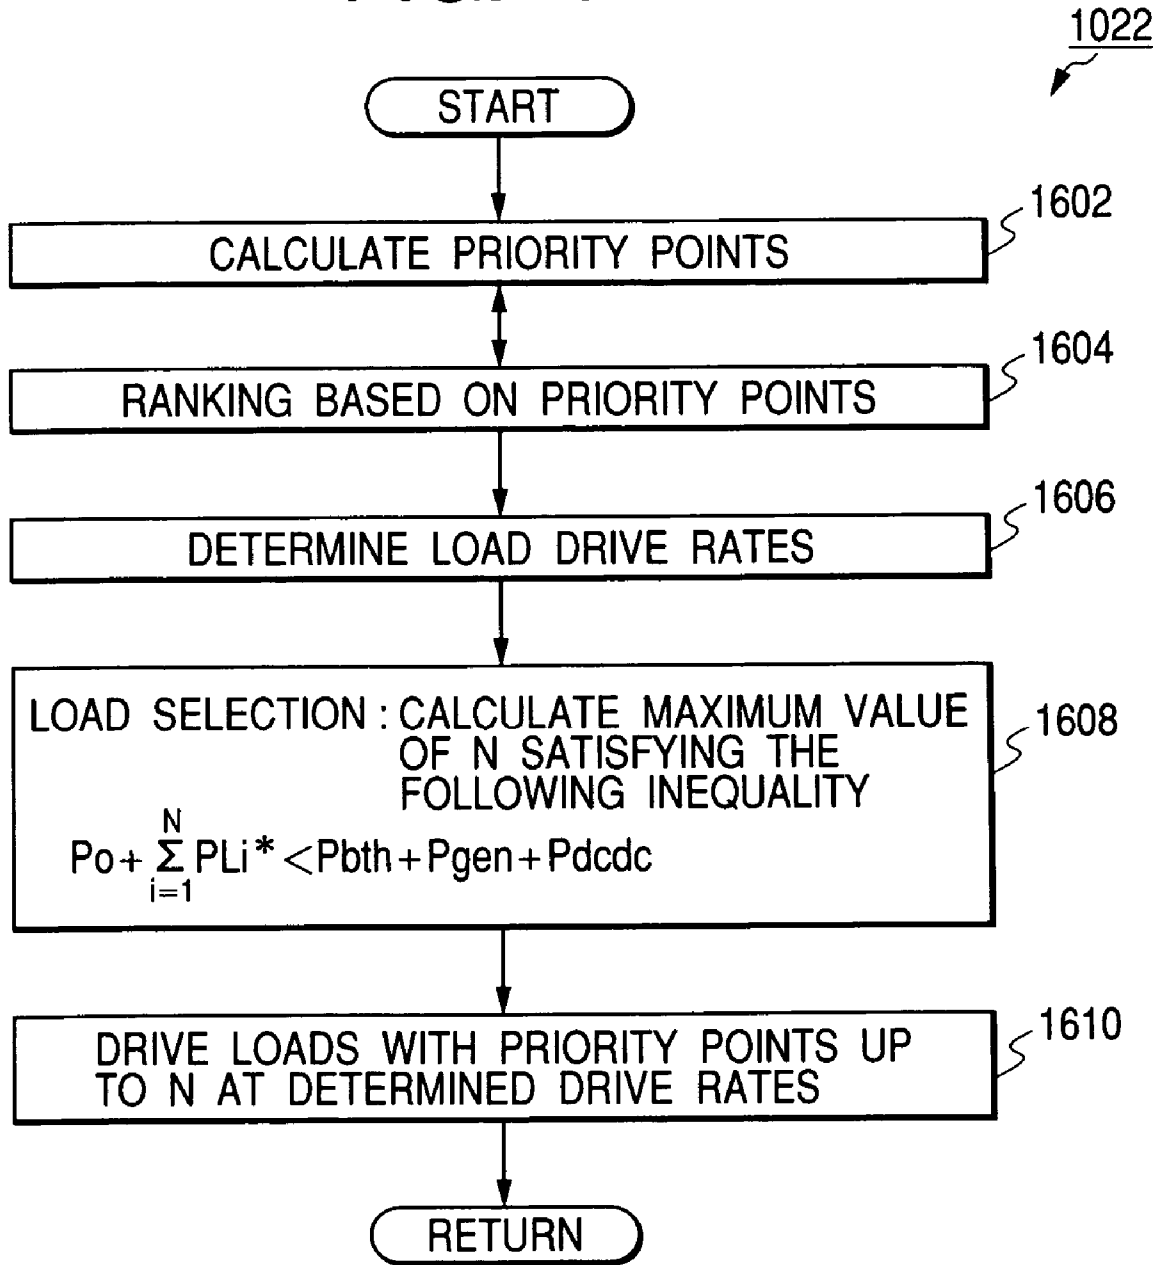 1022
START
1602
CALCULATE PRIORITY POINTS
1604
RANKING BASED ON PRIORITY POINTS
1606
DETERMINE LOAD DRIVE RATES
1608
LOAD SELECTION : CALCULATE MAXIMUM VALUE
OF N SATISFYING THE
FOLLOWING INEQUALITY
N
Po + Σ PLi* < Pbth + Pgen + Pdcdc
i=1
1610
DRIVE LOADS WITH PRIORITY POINTS UP
TO N AT DETERMINED DRIVE RATES
RETURN